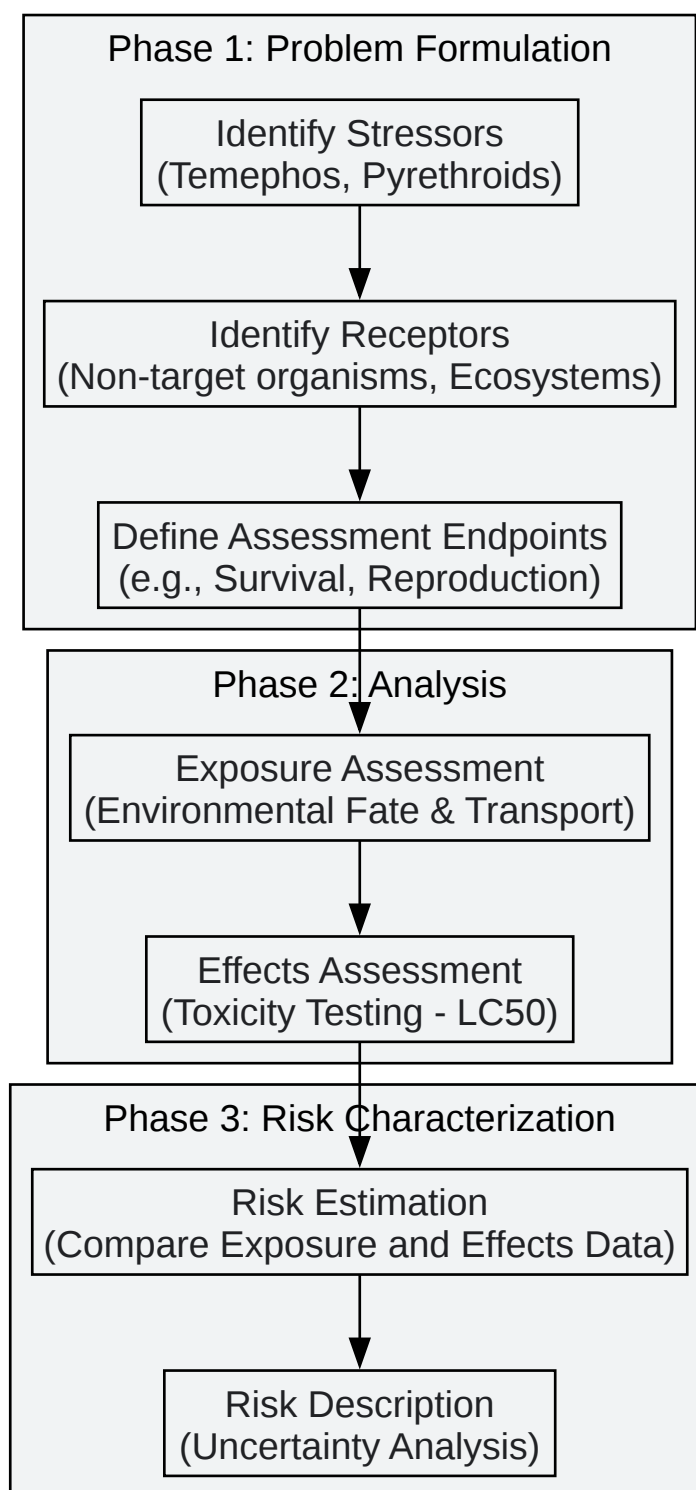 Phase 1: Problem Formulation
Identify Stressors
(Temephos, Pyrethroids)
Identify Receptors
(Non-target organisms, Ecosystems)
Define Assessment Endpoints
(e.g., Survival, Reproduction)
Phase 2: Analysis
Exposure Assessment
(Environmental Fate & Transport)
Effects Assessment
(Toxicity Testing - LC50)
Phase 3: Risk Characterization
Risk Estimation
(Compare Exposure and Effects Data)
Risk Description
(Uncertainty Analysis)